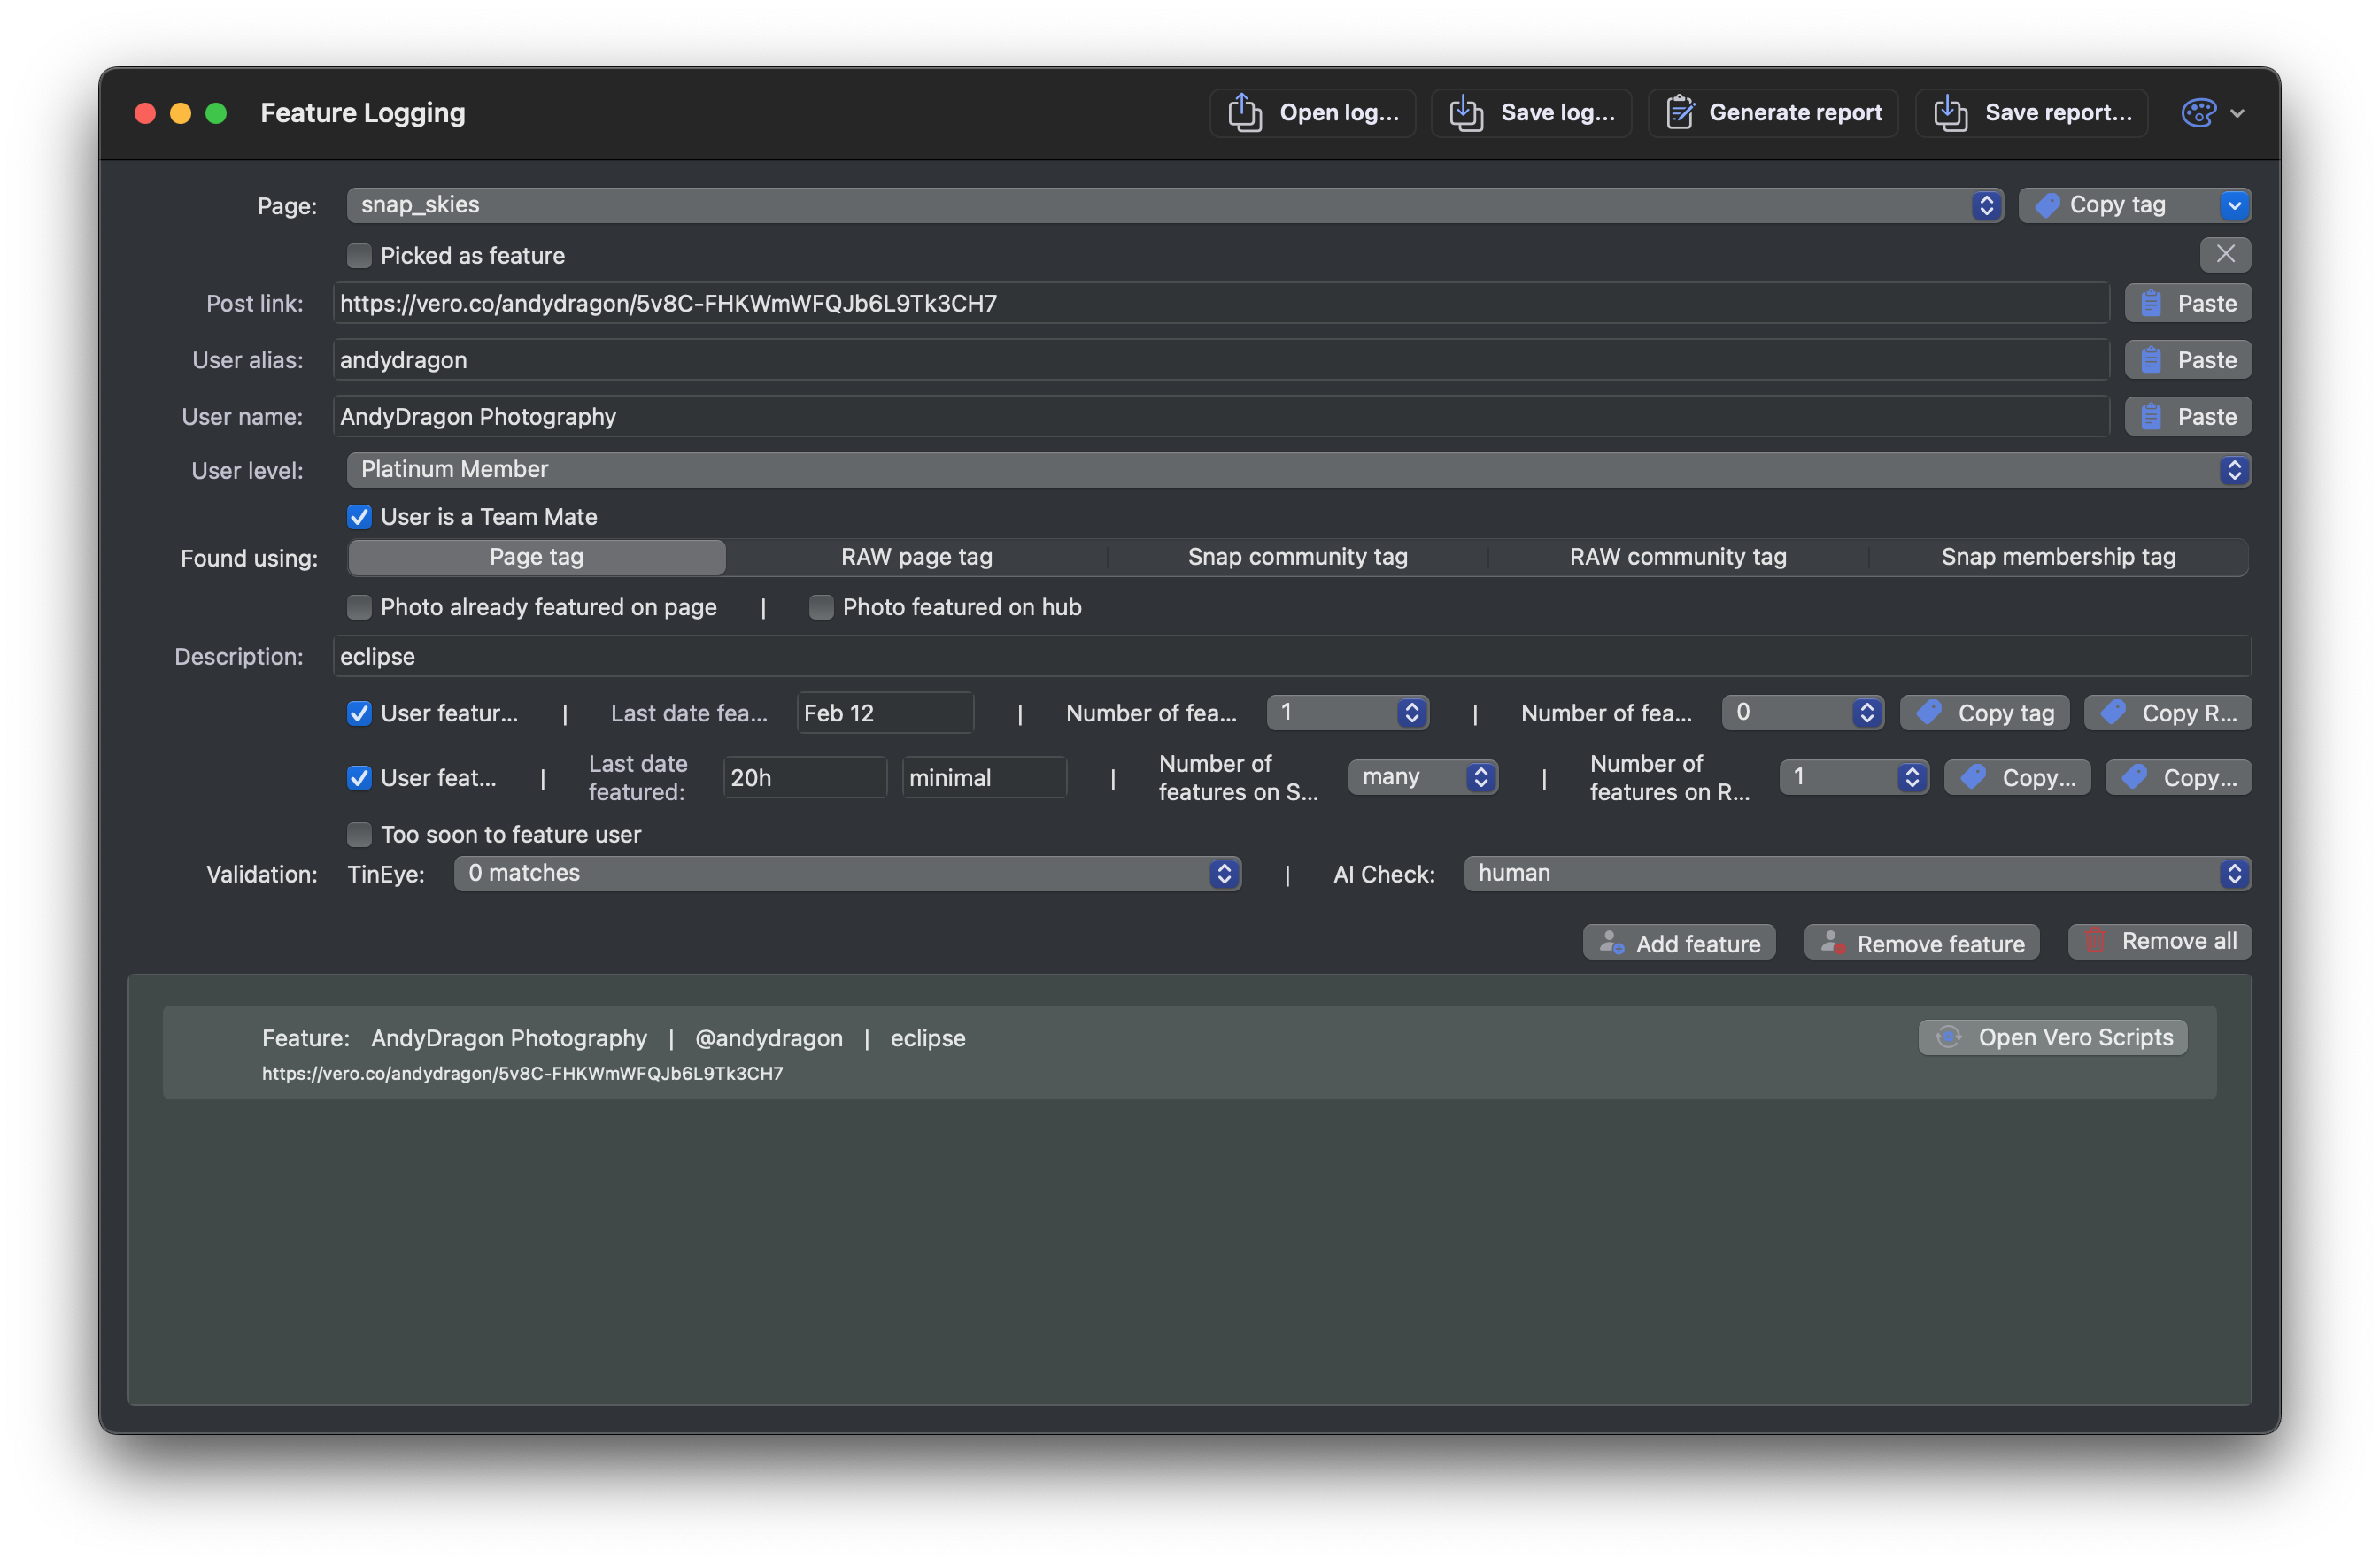 Feature Logging Open log... Save log... Generate report Save report...
Page: snap_skies Copy tag
Picked as feature
Post link: https://vero.co/andydragon/5v8C-FHKWmWFQJb6L9Tk3CH7 Paste
User alias: andydragon Paste
User name: AndyDragon Photography Paste
User level: Platinum Member
User is a Team Mate
Found using: Page tag RAW page tag Snap community tag RAW community tag Snap membership tag
Photo already featured on page | Photo featured on hub
Description: eclipse
User featur... | Last date fea... Feb 12 | Number of fea... 1 | Number of fea... 0 Copy tag Copy R...
User feat... | Last date featured: 20h minimal | Number of features on S... many | Number of features on R... 1 Copy... Copy...
Too soon to feature user
Validation: TinEye: 0 matches | AI Check: human
Add feature Remove feature Remove all
Feature: AndyDragon Photography | @andydragon | eclipse Open Vero Scripts
https://vero.co/andydragon/5v8C-FHKWmWFQJb6L9Tk3CH7